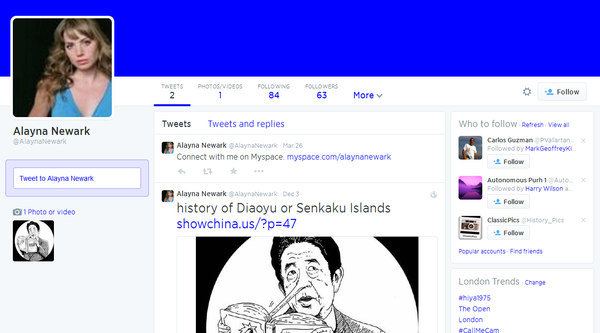 TWEETS
2
PHOTOS/VIDEOS
1
FOLLOWING
84
FOLLOWERS
63
More
Follow
Alayna Newark
@AlaynaNewark
Tweet to Alayna Newark
1 Photo or video
Tweets Tweets and replies
Alayna Newark @AlaynaNewark · Mar 26
Connect with me on Myspace. myspace.com/alaynanewark
Alayna Newark @AlaynaNewark · Dec 3
history of Diaoyu or Senkaku Islands
showchina.us/?p=47
Who to follow · Refresh · View all
Carlos Guzman @PVallartan...
Followed by MarkGeoffreyKi...
Follow
Autonomous Purh 1 @Auto...
Followed by Harry Wilson a...
Follow
ClassicPics @History_Pics
Follow
Popular accounts · Find friends
London Trends · Change
#hiya1975
The Open
London
#CallMeCam